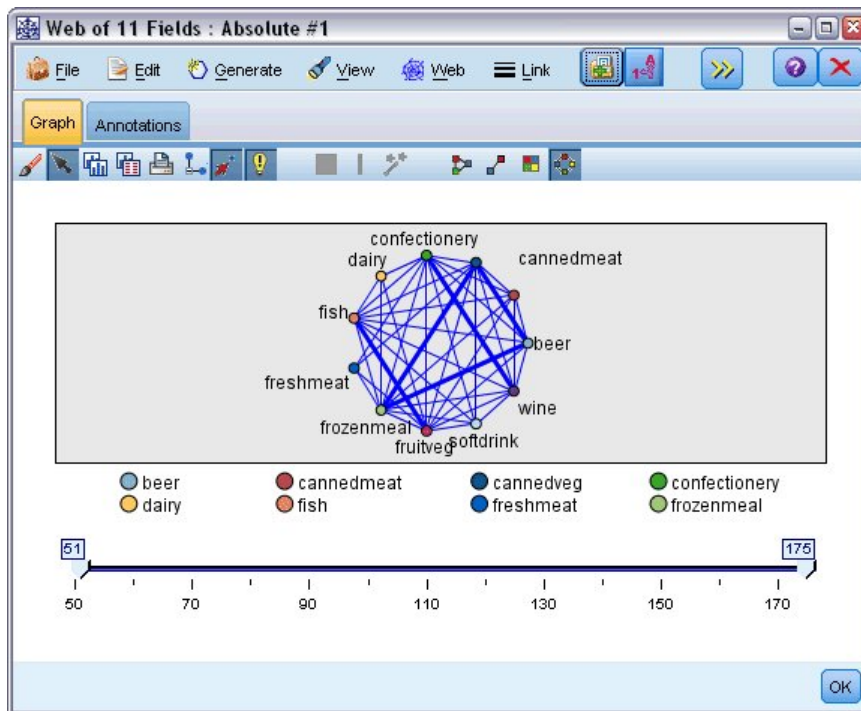 Web of 11 Fields : Absolute #1
File Edit Generate View Web Link
Graph Annotations
confectionery
dairy cannedmeat
fish
beer
freshmeat
wine
frozenmeal softdrink
fruitveg
beer cannedmeat cannedveg confectionery
dairy fish freshmeat frozenmeal
51 175
50 70 90 110 130 150 170
OK